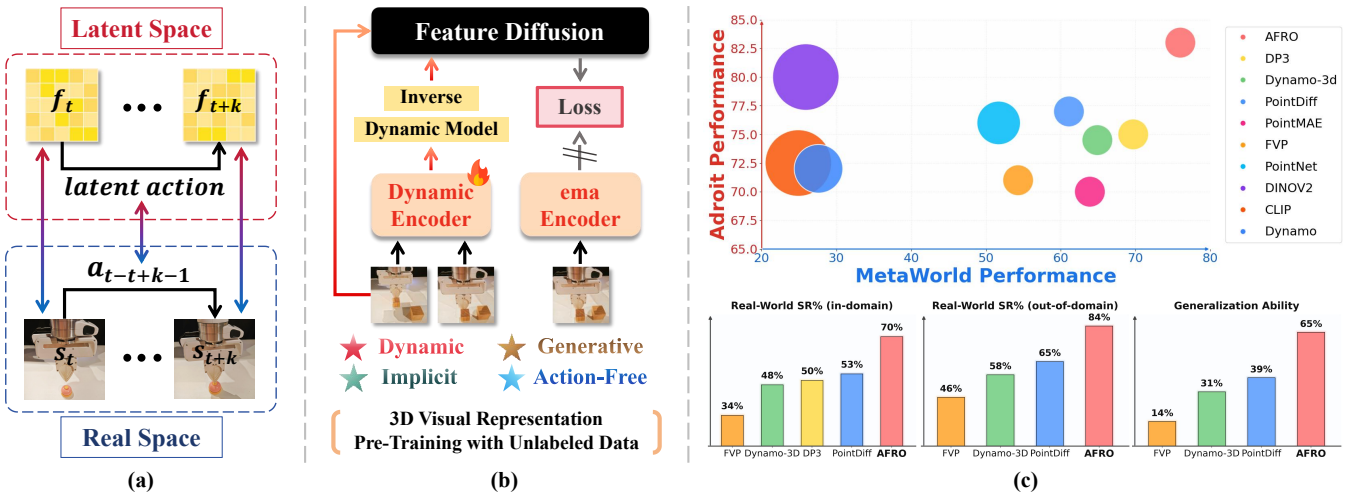 Latent Space
f_t
f_{t+k}
latent action
a_{t-t+k-1}
s_t
s_{t+k}
Real Space
(a)
Feature Diffusion
Inverse
Dynamic Model
Loss
Dynamic
Encoder
ema
Encoder
Dynamic
Generative
Implicit
Action-Free
3D Visual Representation
Pre-Training with Unlabeled Data
(b)
Adroit Performance
85.0
82.5
80.0
77.5
75.0
72.5
70.0
67.5
65.0
20 30 40 50 60 70 80
MetaWorld Performance
AFRO
DP3
Dynamo-3d
PointDiff
PointMAE
FVP
PointNet
DINOV2
CLIP
Dynamo
Real-World SR% (in-domain)
34% 48% 50% 53% 70%
FVP Dynamo-3D DP3 PointDiff AFRO
Real-World SR% (out-of-domain)
46% 58% 65% 84%
FVP Dynamo-3D PointDiff AFRO
Generalization Ability
14% 31% 39% 65%
FVP Dynamo-3D PointDiff AFRO
(c)